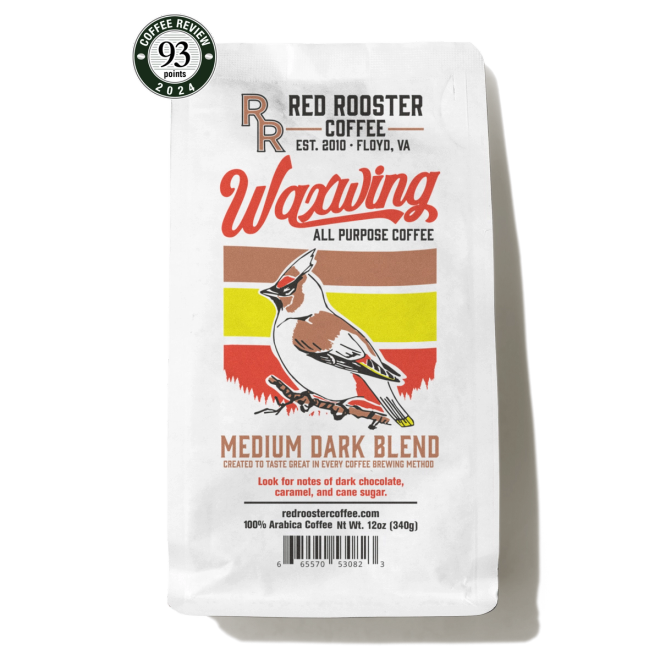 COFFEE REVIEW
93
points
2024
RR
RED ROOSTER
COFFEE
EST. 2010 · FLOYD, VA
Waxwing
ALL PURPOSE COFFEE
MEDIUM DARK BLEND
CREATED TO TASTE GREAT IN EVERY COFFEE BREWING METHOD
Look for notes of dark chocolate,
caramel, and cane sugar.
redroostercoffee.com
100% Arabica Coffee Nt Wt. 12oz (340g)
6 65570 53082 3